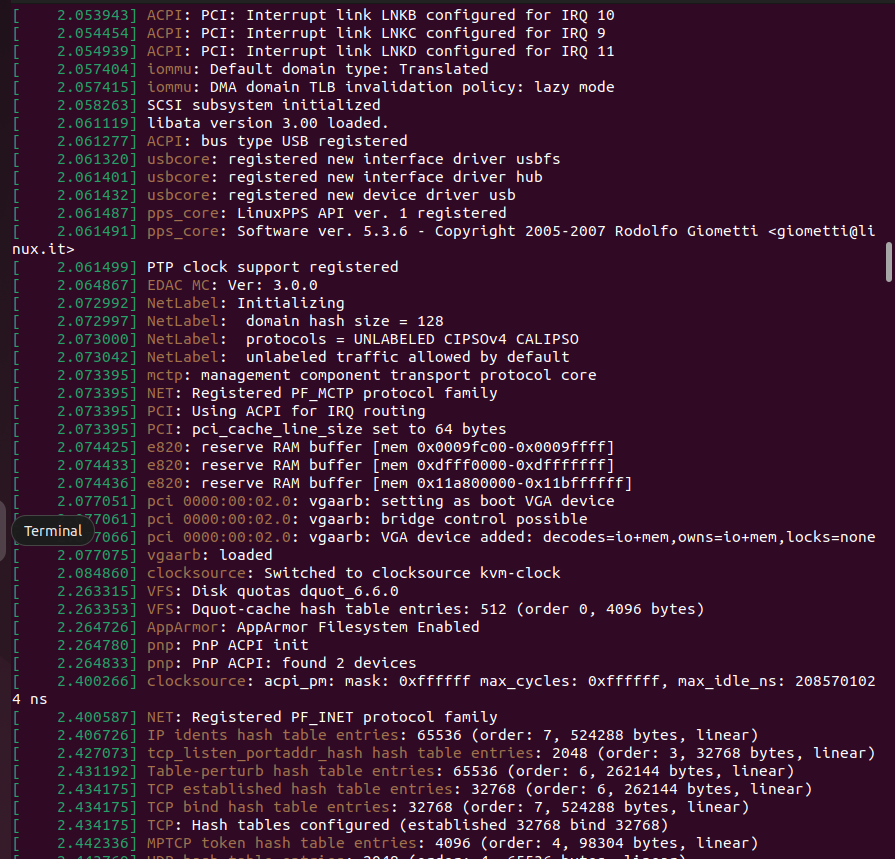 [    2.053943] ACPI: PCI: Interrupt link LNKB configured for IRQ 10
[    2.054454] ACPI: PCI: Interrupt link LNKC configured for IRQ 9
[    2.054939] ACPI: PCI: Interrupt link LNKD configured for IRQ 11
[    2.057404] iommu: Default domain type: Translated
[    2.057415] iommu: DMA domain TLB invalidation policy: lazy mode
[    2.058263] SCSI subsystem initialized
[    2.061119] libata version 3.00 loaded.
[    2.061277] ACPI: bus type USB registered
[    2.061320] usbcore: registered new interface driver usbfs
[    2.061401] usbcore: registered new interface driver hub
[    2.061432] usbcore: registered new device driver usb
[    2.061487] pps_core: LinuxPPS API ver. 1 registered
[    2.061491] pps_core: Software ver. 5.3.6 - Copyright 2005-2007 Rodolfo Giometti <giometti@li
nux.it>
[    2.061499] PTP clock support registered
[    2.064867] EDAC MC: Ver: 3.0.0
[    2.072992] NetLabel: Initializing
[    2.072997] NetLabel:  domain hash size = 128
[    2.073000] NetLabel:  protocols = UNLABELED CIPSOv4 CALIPSO
[    2.073042] NetLabel:  unlabeled traffic allowed by default
[    2.073395] mctp: management component transport protocol core
[    2.073395] NET: Registered PF_MCTP protocol family
[    2.073395] PCI: Using ACPI for IRQ routing
[    2.073395] PCI: pci_cache_line_size set to 64 bytes
[    2.074425] e820: reserve RAM buffer [mem 0x0009fc00-0x0009ffff]
[    2.074433] e820: reserve RAM buffer [mem 0xdfff0000-0xdfffffff]
[    2.074436] e820: reserve RAM buffer [mem 0x11a800000-0x11bffffff]
[    2.077051] pci 0000:00:02.0: vgaarb: setting as boot VGA device
7061] pci 0000:00:02.0: vgaarb: bridge control possible
Terminal
7066] pci 0000:00:02.0: vgaarb: VGA device added: decodes=io+mem,owns=io+mem,locks=none
[    2.077075] vgaarb: loaded
[    2.084860] clocksource: Switched to clocksource kvm-clock
[    2.263315] VFS: Disk quotas dquot_6.6.0
[    2.263353] VFS: Dquot-cache hash table entries: 512 (order 0, 4096 bytes)
[    2.264726] AppArmor: AppArmor Filesystem Enabled
[    2.264780] pnp: PnP ACPI init
[    2.264833] pnp: PnP ACPI: found 2 devices
[    2.400266] clocksource: acpi_pm: mask: 0xffffff max_cycles: 0xffffff, max_idle_ns: 208570102
4 ns
[    2.400587] NET: Registered PF_INET protocol family
[    2.406726] IP idents hash table entries: 65536 (order: 7, 524288 bytes, linear)
[    2.427073] tcp_listen_portaddr_hash hash table entries: 2048 (order: 3, 32768 bytes, linear)
[    2.431192] Table-perturb hash table entries: 65536 (order: 6, 262144 bytes, linear)
[    2.434175] TCP established hash table entries: 32768 (order: 6, 262144 bytes, linear)
[    2.434175] TCP bind hash table entries: 32768 (order: 7, 524288 bytes, linear)
[    2.434175] TCP: Hash tables configured (established 32768 bind 32768)
[    2.442336] MPTCP token hash table entries: 4096 (order: 4, 98304 bytes, linear)